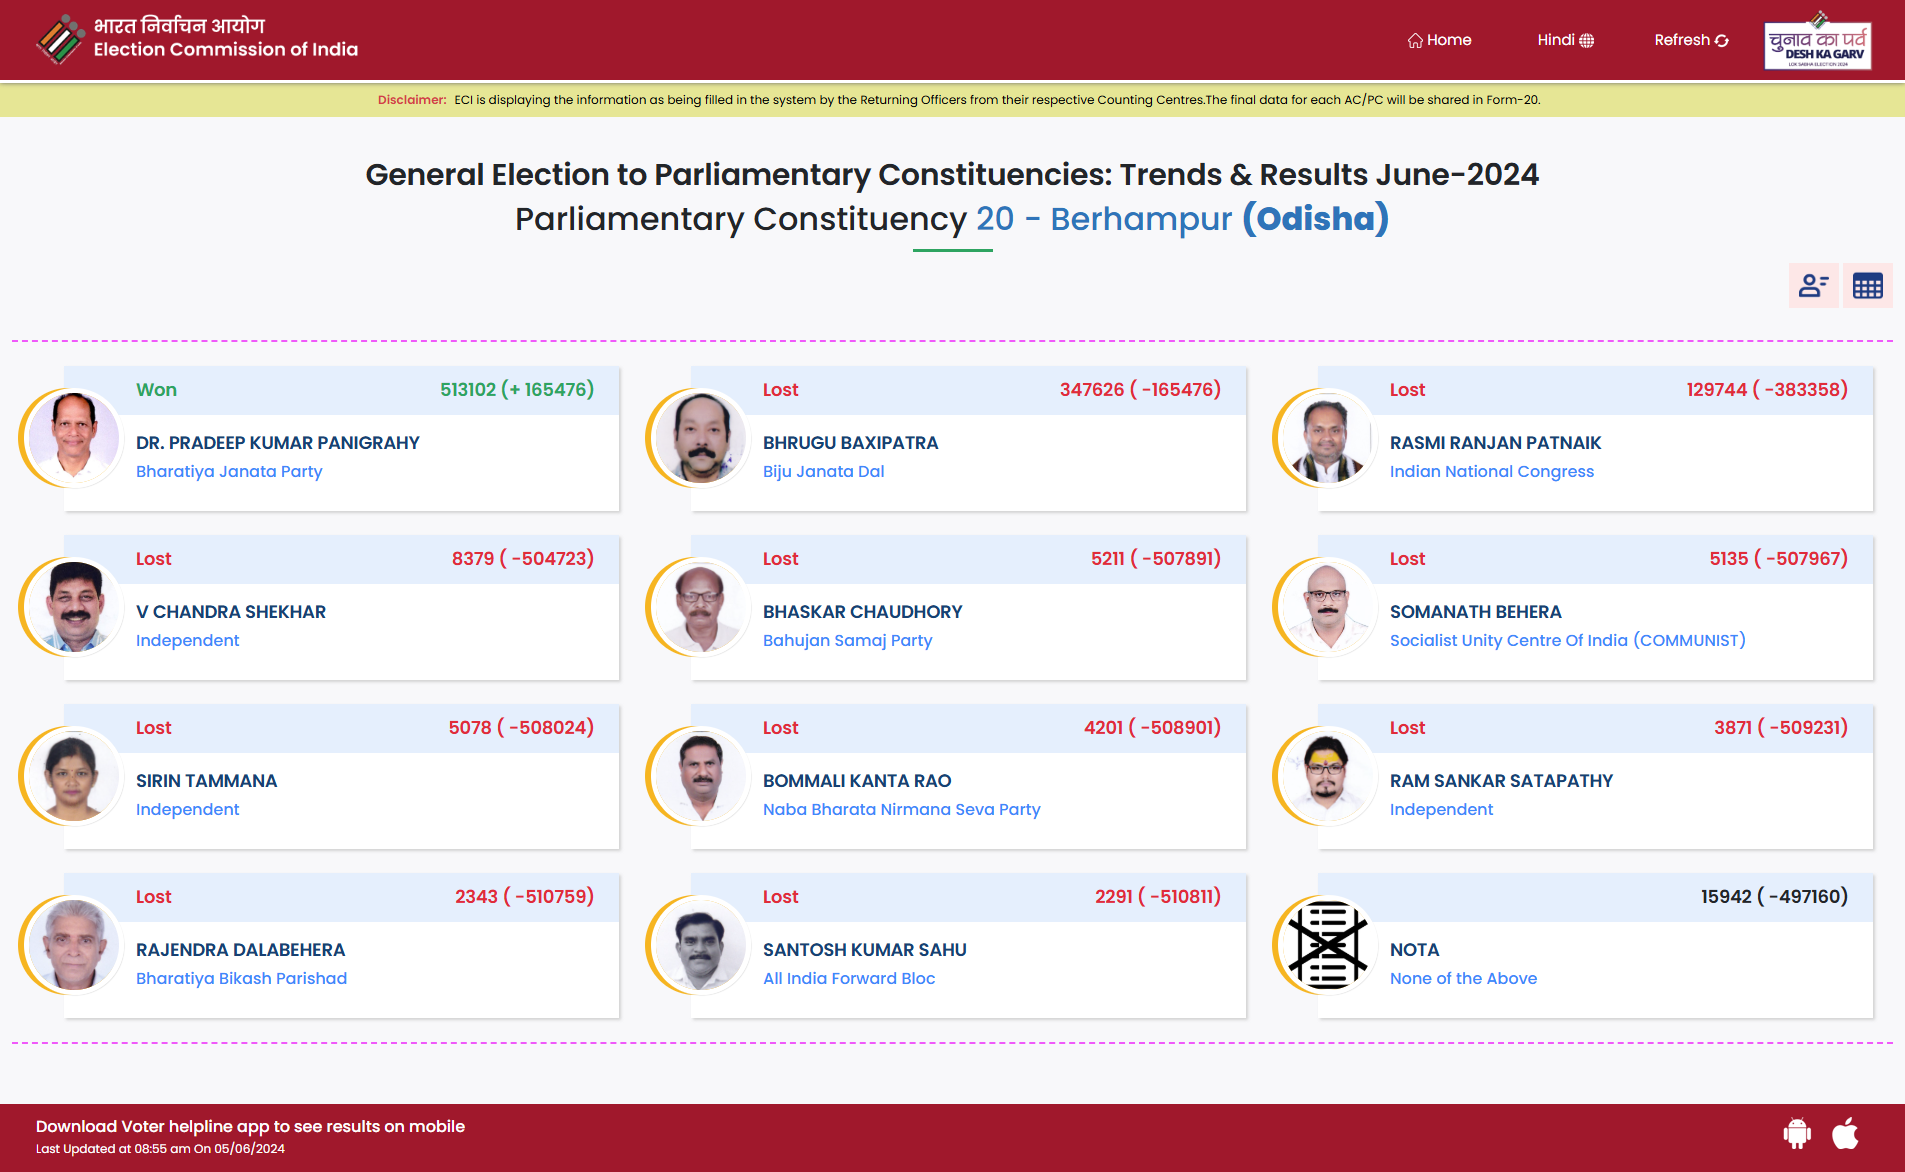 भारत निर्वाचन आयोग
Election Commission of India
Home
Hindi
Refresh
चुनाव का पर्व
DESH KA GARV
LOK SABHA ELECTION 2024
Disclaimer: ECI is displaying the information as being filled in the system by the Returning Officers from their respective Counting Centres.The final data for each AC/PC will be shared in Form-20.
General Election to Parliamentary Constituencies: Trends & Results June-2024
Parliamentary Constituency 20 - Berhampur (Odisha)
Won 513102 (+ 165476)
DR. PRADEEP KUMAR PANIGRAHY
Bharatiya Janata Party
Lost 347626 ( -165476)
BHRUGU BAXIPATRA
Biju Janata Dal
Lost 129744 ( -383358)
RASMI RANJAN PATNAIK
Indian National Congress
Lost 8379 ( -504723)
V CHANDRA SHEKHAR
Independent
Lost 5211 ( -507891)
BHASKAR CHAUDHORY
Bahujan Samaj Party
Lost 5135 ( -507967)
SOMANATH BEHERA
Socialist Unity Centre Of India (COMMUNIST)
Lost 5078 ( -508024)
SIRIN TAMMANA
Independent
Lost 4201 ( -508901)
BOMMALI KANTA RAO
Naba Bharata Nirmana Seva Party
Lost 3871 ( -509231)
RAM SANKAR SATAPATHY
Independent
Lost 2343 ( -510759)
RAJENDRA DALABEHERA
Bharatiya Bikash Parishad
Lost 2291 ( -510811)
SANTOSH KUMAR SAHU
All India Forward Bloc
15942 ( -497160)
NOTA
None of the Above
Download Voter helpline app to see results on mobile
Last Updated at 08:55 am On 05/06/2024